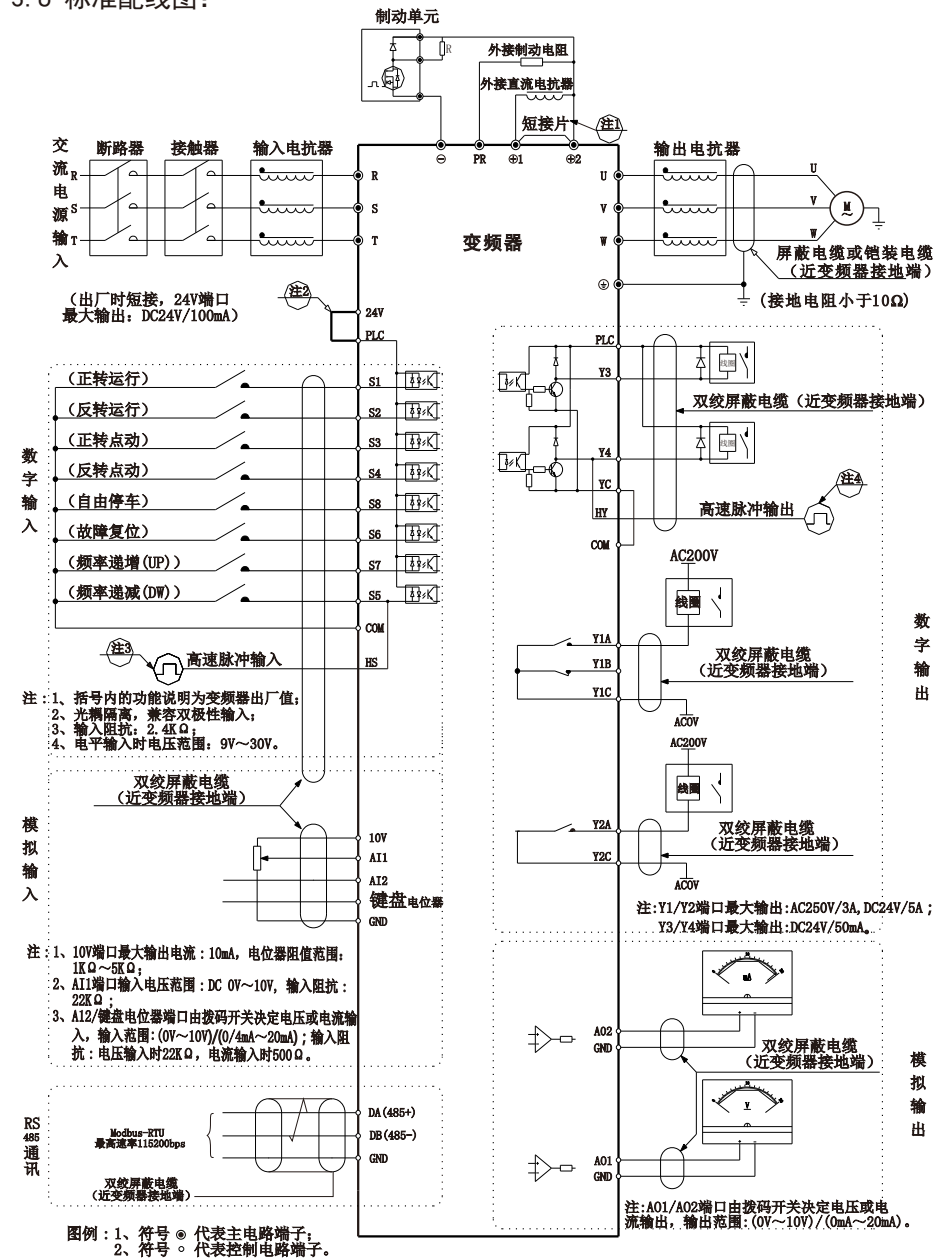 3.8 标准配线图：
制动单元
R
外接制动电阻
外接直流电抗器
短接片
注1
⊖
PR
⊕1
⊕2
交流电源输入
断路器
接触器
输入电抗器
R
S
T
R
S
T
变频器
U
V
W
输出电抗器
U
V
W
M
~
屏蔽电缆或铠装电缆
（近变频器接地端）
(接地电阻小于10Ω)
（出厂时短接，24V端口
最大输出：DC24V/100mA）
注2
24V
PLC
数字输入
（正转运行）
S1
（反转运行）
S2
（正转点动）
S3
（反转点动）
S4
（自由停车）
S8
（故障复位）
S6
（频率递增(UP)）
S7
（频率递减(DW)）
S5
COM
注3
高速脉冲输入
HS
注：1、括号内的功能说明为变频器出厂值；
2、光耦隔离，兼容双极性输入；
3、输入阻抗：2.4KΩ；
4、电平输入时电压范围：9V～30V。
双绞屏蔽电缆
（近变频器接地端）
模拟输入
10V
AI1
AI2
键盘电位器
GND
注：1、10V端口最大输出电流：10mA，电位器阻值范围：
1KΩ～5KΩ；
2、AI1端口输入电压范围：DC 0V～10V, 输入阻抗：
22KΩ；
3、A12/键盘电位器端口由拨码开关决定电压或电流输
入，输入范围：(0V～10V)/(0/4mA～20mA)；输入阻
抗：电压输入时22KΩ，电流输入时500Ω。
RS
485
通讯
Modbus-RTU
最高速率115200bps
DA(485+)
DB(485-)
GND
双绞屏蔽电缆
（近变频器接地端）
图例：1、符号 ◉ 代表主电路端子；
2、符号 ○ 代表控制电路端子。
PLC
Y3
线圈
双绞屏蔽电缆（近变频器接地端）
Y4
线圈
YC
HY
高速脉冲输出
注4
COM
数字输出
AC200V
线圈
Y1A
Y1B
Y1C
双绞屏蔽电缆
（近变频器接地端）
AC0V
AC200V
线圈
Y2A
Y2C
双绞屏蔽电缆
（近变频器接地端）
AC0V
注:Y1/Y2端口最大输出:AC250V/3A,DC24V/5A；
Y3/Y4端口最大输出:DC24V/50mA。
模拟输出
mA
AO2
GND
双绞屏蔽电缆
（近变频器接地端）
V
AO1
GND
注:AO1/AO2端口由拨码开关决定电压或电
流输出，输出范围:(0V～10V)/(0mA～20mA)。